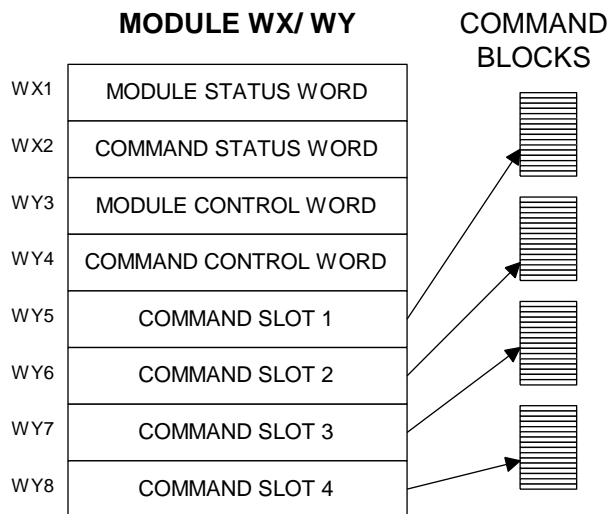 MODULE WX/ WY
COMMAND
BLOCKS
WX1 MODULE STATUS WORD
WX2 COMMAND STATUS WORD
WY3 MODULE CONTROL WORD
WY4 COMMAND CONTROL WORD
WY5 COMMAND SLOT 1
WY6 COMMAND SLOT 2
WY7 COMMAND SLOT 3
WY8 COMMAND SLOT 4